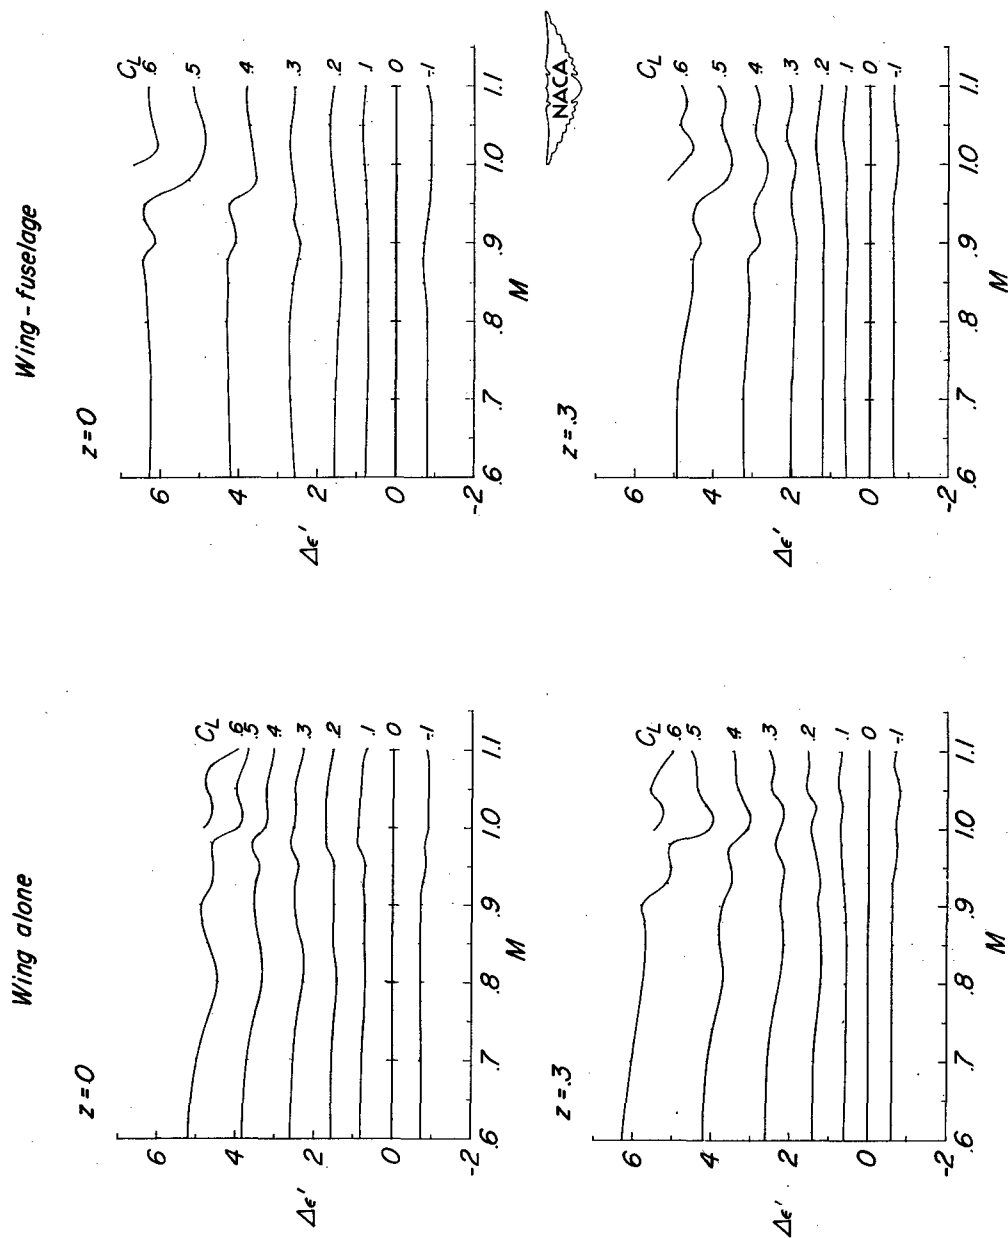 Wing alone
Wing-fuselage
z=0
Δϵ'
6
4
2
0
-2
.6 .7 .8 .9 1.0 1.1
M
C_L
.6
.5
.4
.3
.2
.1
0
-.1
z=0
Δϵ'
6
4
2
0
-2
.6 .7 .8 .9 1.0 1.1
M
C_L
.6
.5
.4
.3
.2
.1
0
-.1
z=.3
Δϵ'
6
4
2
0
-2
.6 .7 .8 .9 1.0 1.1
M
C_L
.6
.5
.4
.3
.2
.1
0
-.1
NACA
z=.3
Δϵ'
6
4
2
0
-2
.6 .7 .8 .9 1.0 1.1
M
C_L
.6
.5
.4
.3
.2
.1
0
-.1